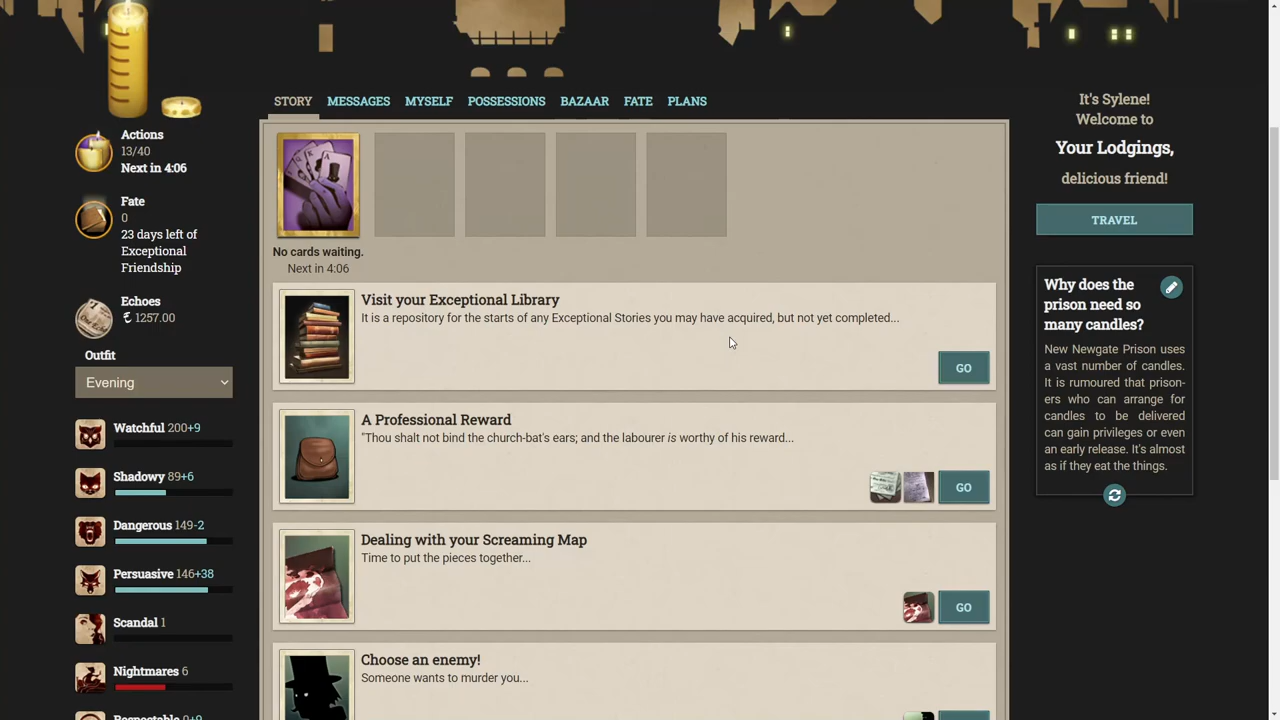 STORY MESSAGES MYSELF POSSESSIONS BAZAAR FATE PLANS
Actions
13/40
Next in 4:06
Fate
0
23 days left of
Exceptional
Friendship
Echoes
1257.00
Outfit
Evening
Watchful 200+9
Shadowy 89+6
Dangerous 149-2
Persuasive 146+38
Scandal 1
Nightmares 6
Respectable 0+9
No cards waiting.
Next in 4:06
Visit your Exceptional Library
It is a repository for the starts of any Exceptional Stories you may have acquired, but not yet completed...
GO
A Professional Reward
"Thou shalt not bind the church-bat's ears; and the labourer is worthy of his reward...
GO
Dealing with your Screaming Map
Time to put the pieces together...
GO
Choose an enemy!
Someone wants to murder you...
It's Sylene!
Welcome to
Your Lodgings,
delicious friend!
TRAVEL
Why does the
prison need so
many candles?
New Newgate Prison uses
a vast number of candles.
It is rumoured that prison-
ers who can arrange for
candles to be delivered
can gain privileges or even
an early release. It's almost
as if they eat the things.